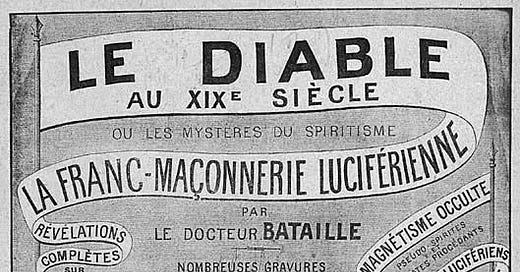 LE DIABLE
AU XIXE SIÈCLE
OU LES MYSTÈRES DU SPIRITISME
LA FRANC-MAÇONNERIE LUCIFÉRIENNE
PAR
LE DOCTEUR BATAILLE
RÉVÉLATIONS
COMPLÈTES
SUR
NOMBREUSES GRAVURES
MAGNÉTISME OCCULTE
PSEUDO-SPIRITES
PROCÉDANTS
LUCIFÉRIENS